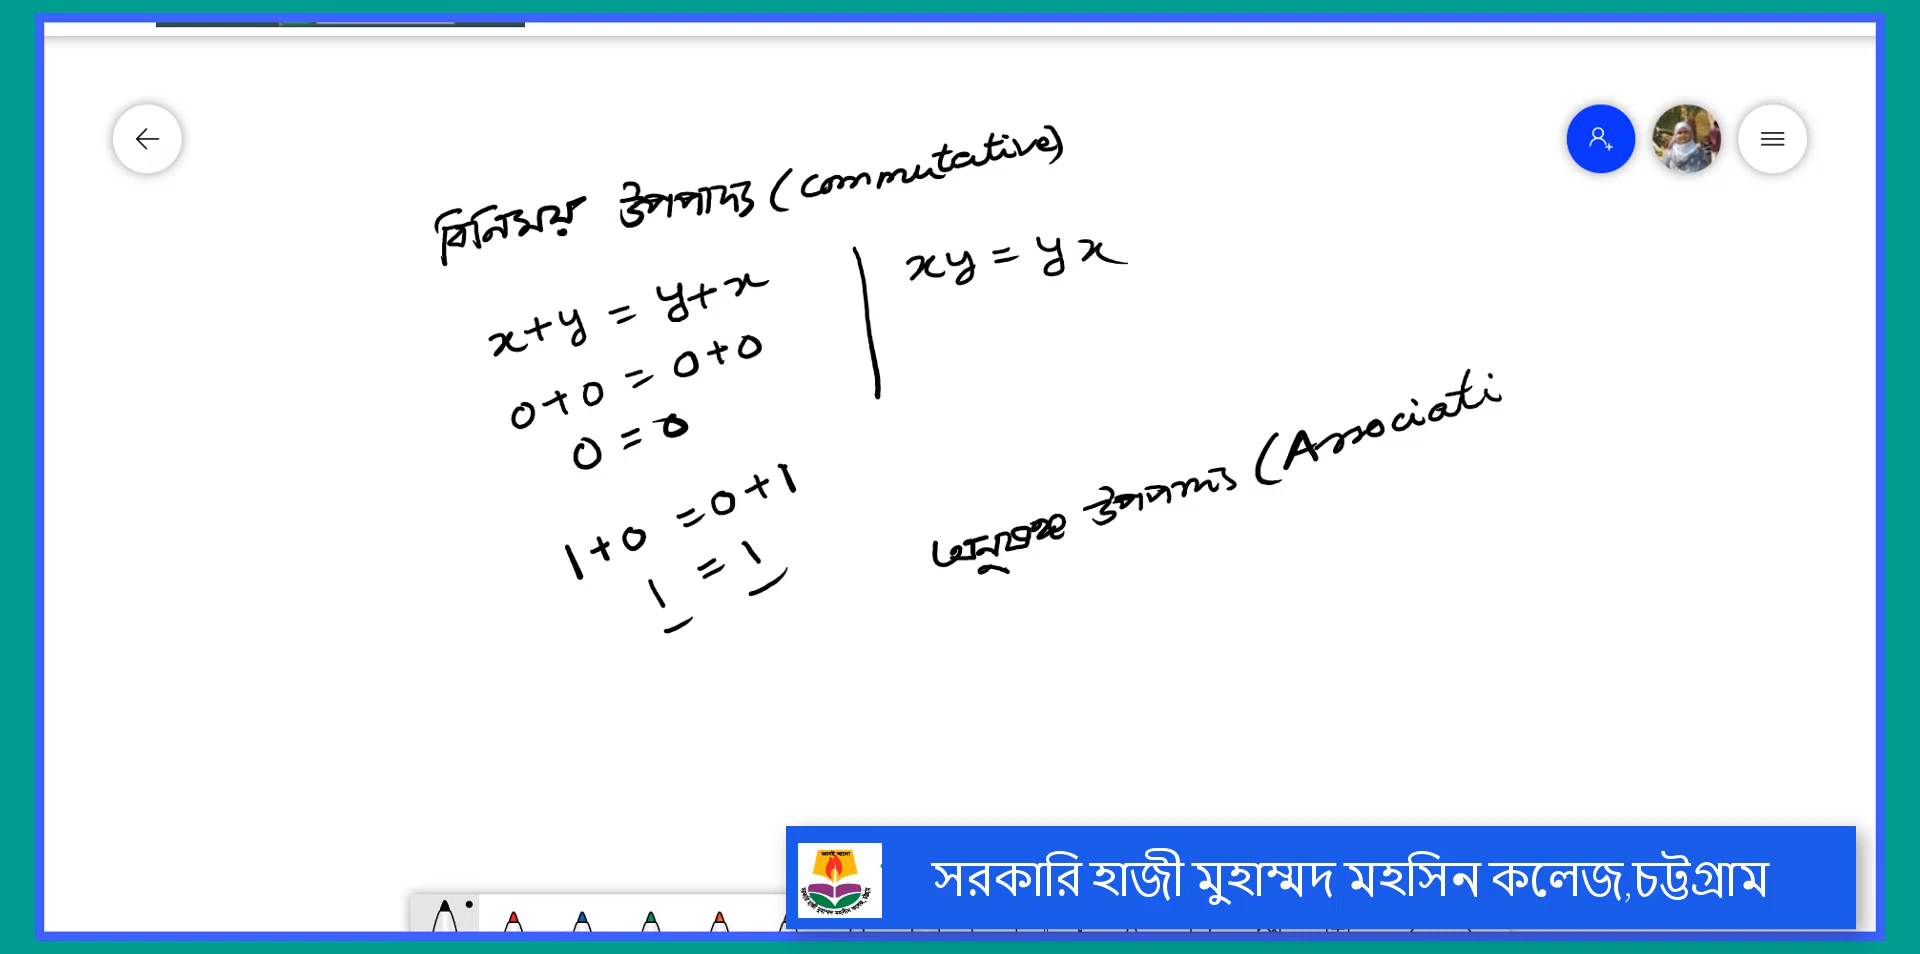 বিনিময় উপপাদ্য (commutative)
x+y = y+x
0+0 = 0+0
0 = 0
1+0 = 0+1
1 = 1
xy = yx
অনুষঙ্গ উপপাদ্য (Associati
সরকারি হাজী মুহাম্মদ মহসিন কলেজ,চট্টগ্রাম